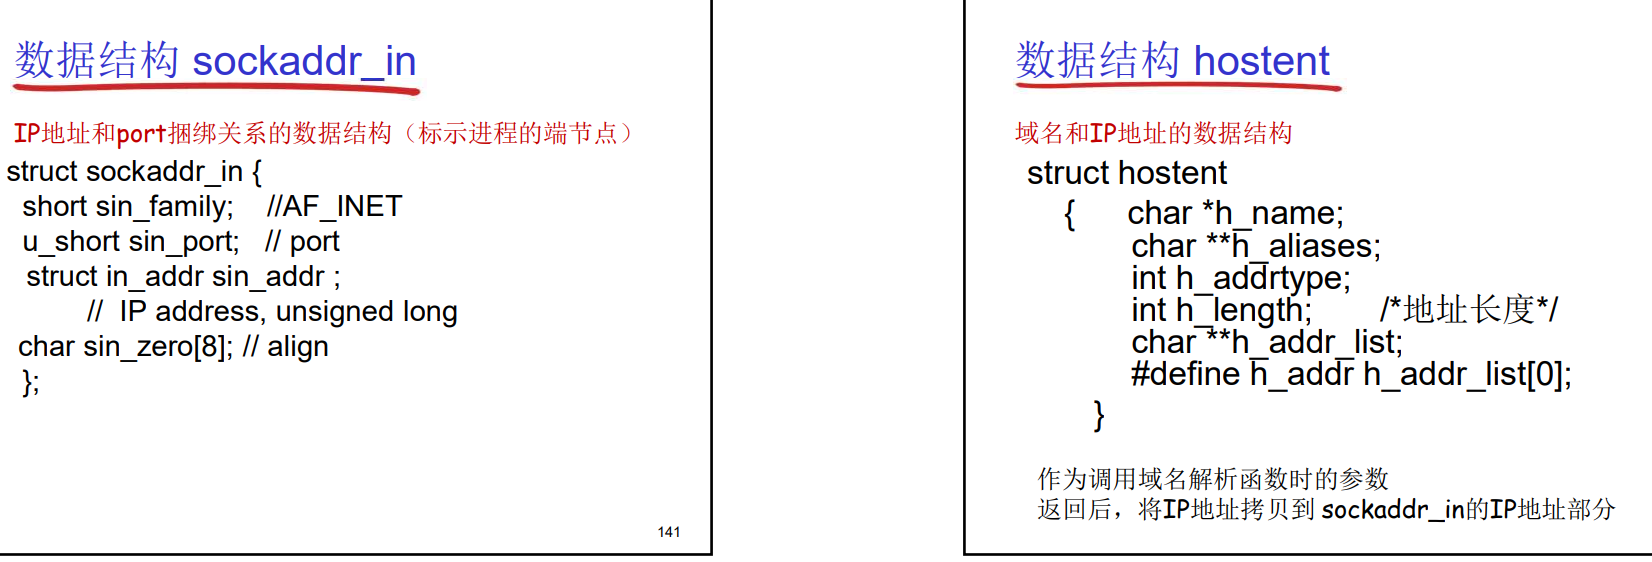 数据结构 sockaddr_in
IP地址和port捆绑关系的数据结构（标示进程的端节点）
struct sockaddr_in {
short sin_family; //AF_INET
u_short sin_port; // port
struct in_addr sin_addr ;
// IP address, unsigned long
char sin_zero[8]; // align
};
141
数据结构 hostent
域名和IP地址的数据结构
struct hostent
{ char *h_name;
char **h_aliases;
int h_addrtype;
int h_length; /*地址长度*/
char **h_addr_list;
#define h_addr h_addr_list[0];
}
作为调用域名解析函数时的参数
返回后，将IP地址拷贝到 sockaddr_in的IP地址部分